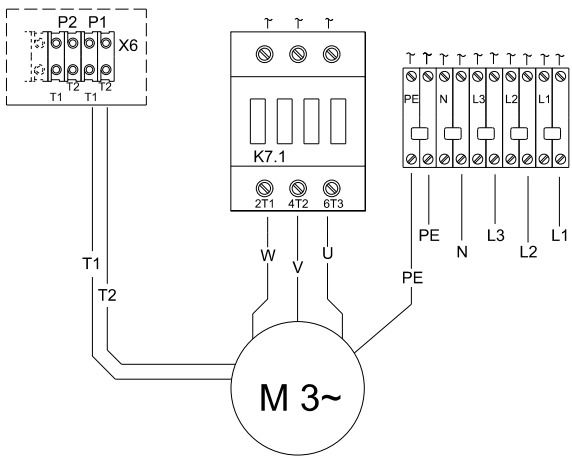 P2 P1
X6
T2 T2
T1 T1
K7.1
2T1 4T2 6T3
PE N L3 L2 L1
PE N L3 L2 L1
W V U
T1
T2
PE
M 3~